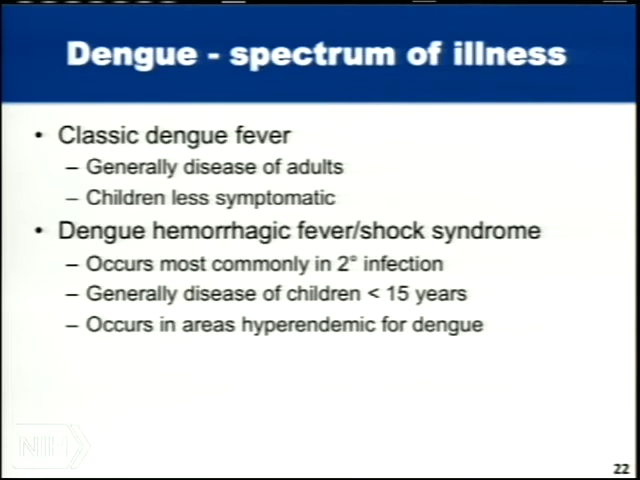 Dengue - spectrum of illness
• Classic dengue fever
– Generally disease of adults
– Children less symptomatic
• Dengue hemorrhagic fever/shock syndrome
– Occurs most commonly in 2° infection
– Generally disease of children < 15 years
– Occurs in areas hyperendemic for dengue
NIH
22